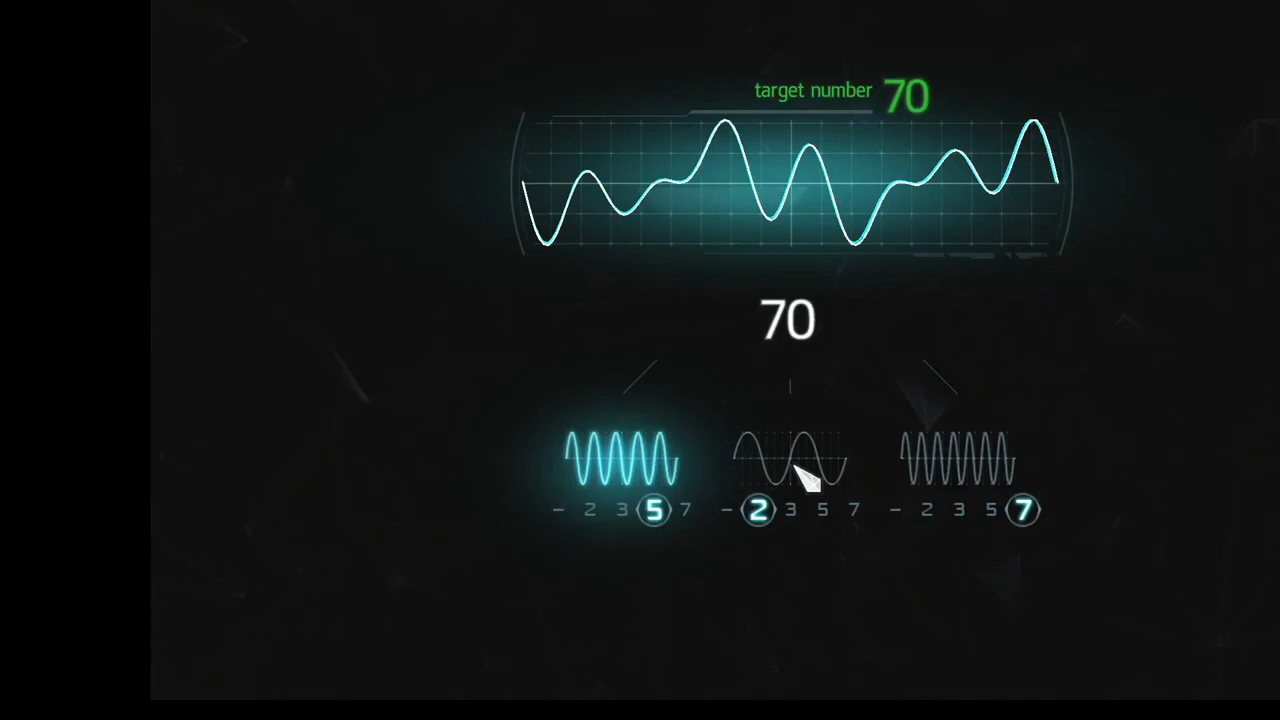 target number 70
70
– 2 3 5 7 – 2 3 5 7 – 2 3 5 7